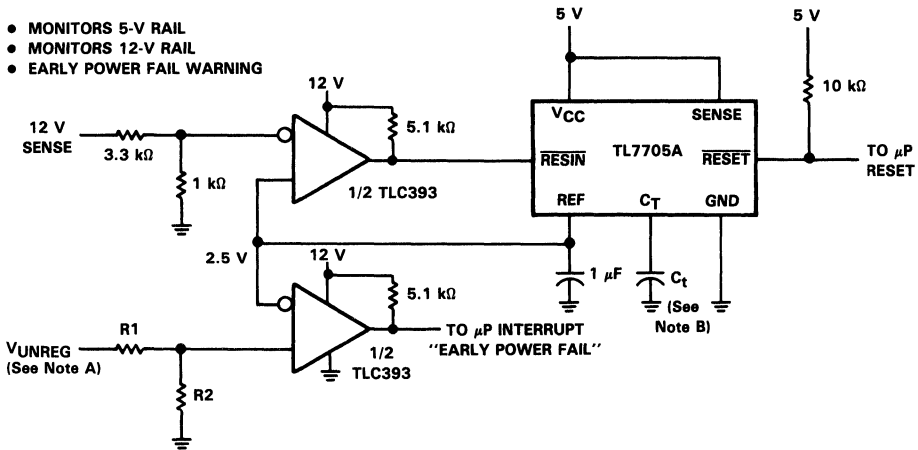 ● MONITORS 5-V RAIL
● MONITORS 12-V RAIL
● EARLY POWER FAIL WARNING
5 V
5 V
12 V
5.1 kΩ
10 kΩ
VCC
SENSE
12 V
SENSE
3.3 kΩ
1 kΩ
1/2 TLC393
RESIN
TL7705A
RESET
TO μP
RESET
REF
CT
GND
2.5 V
12 V
5.1 kΩ
1 μF
Ct
(See
Note B)
R1
VUNREG
(See Note A)
R2
1/2
TLC393
TO μP INTERRUPT
"EARLY POWER FAIL"